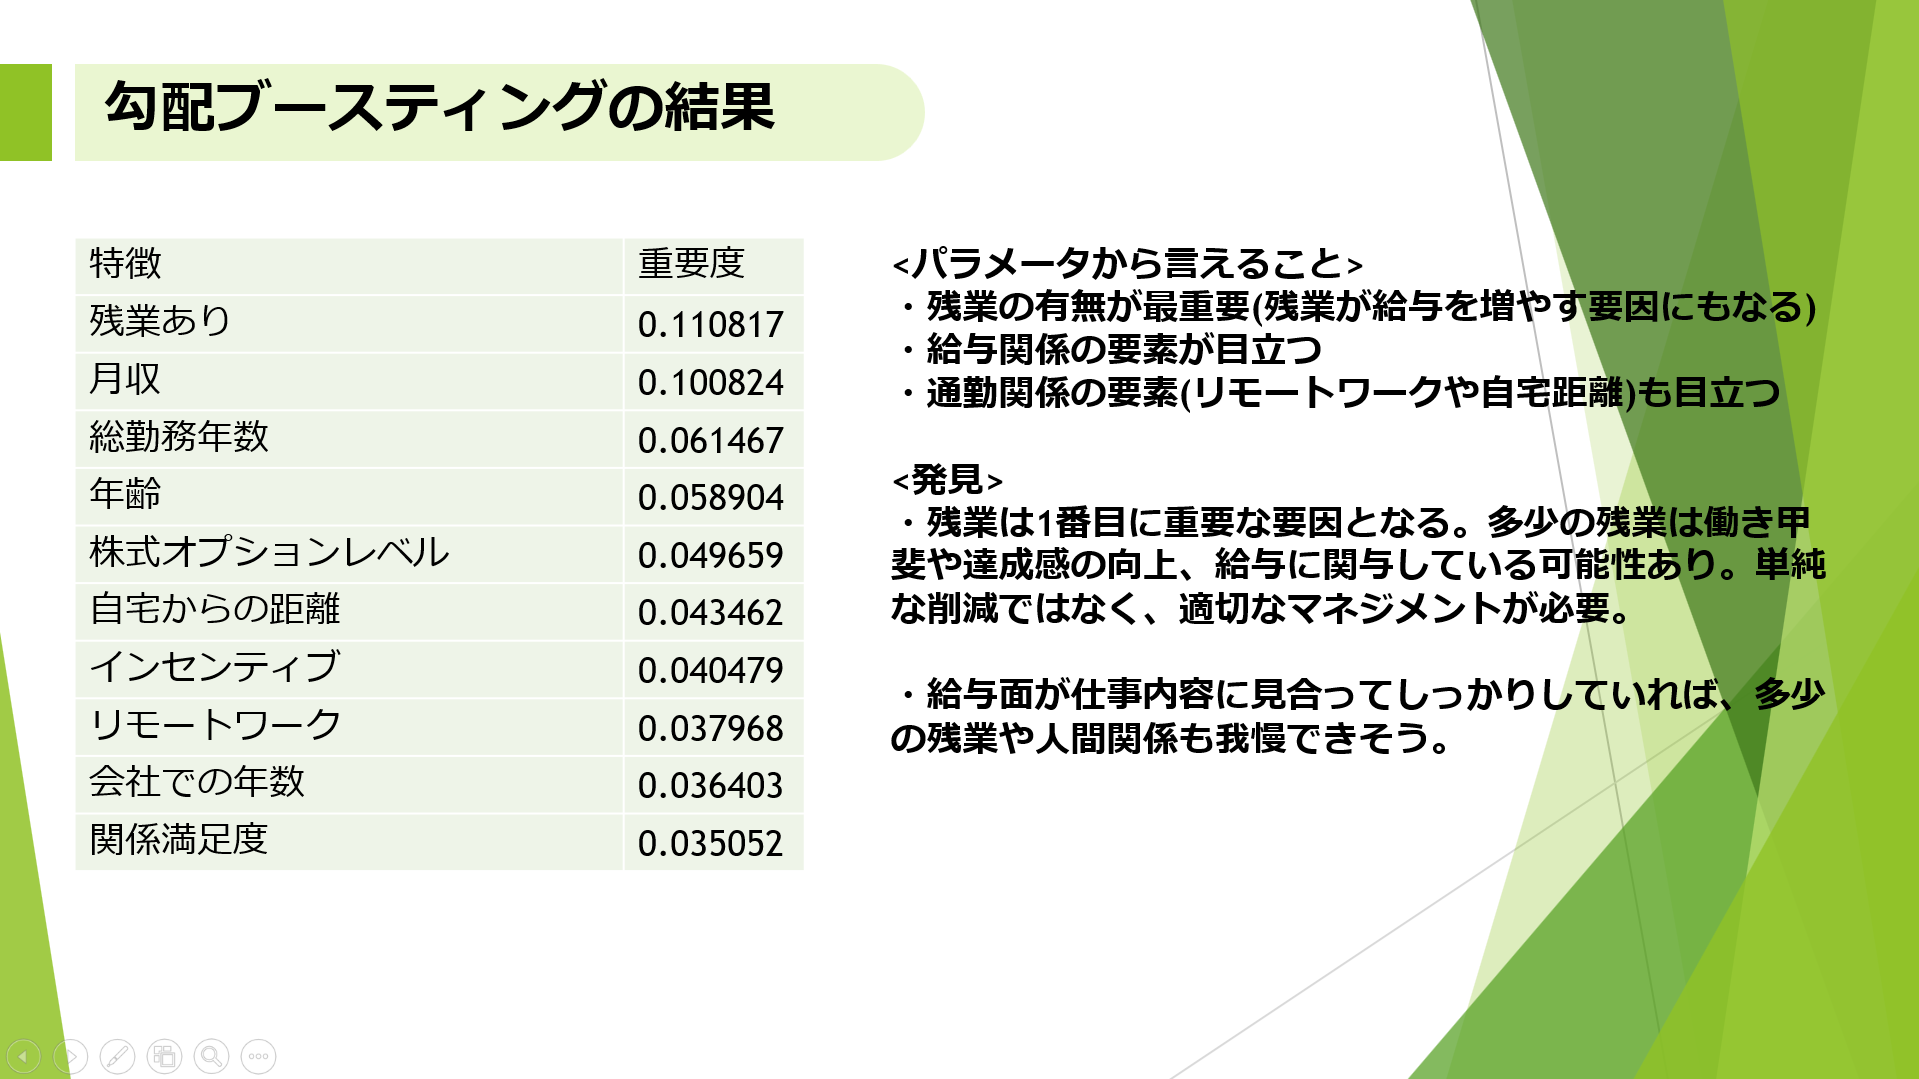 勾配ブースティングの結果
特徴 重要度
残業あり 0.110817
月収 0.100824
総勤務年数 0.061467
年齢 0.058904
株式オプションレベル 0.049659
自宅からの距離 0.043462
インセンティブ 0.040479
リモートワーク 0.037968
会社での年数 0.036403
関係満足度 0.035052
<パラメータから言えること>
・残業の有無が最重要(残業が給与を増やす要因にもなる)
・給与関係の要素が目立つ
・通勤関係の要素(リモートワークや自宅距離)も目立つ
<発見>
・残業は1番目に重要な要因となる。多少の残業は働き甲
斐や達成感の向上、給与に関与している可能性あり。単純
な削減ではなく、適切なマネジメントが必要。
・給与面が仕事内容に見合ってしっかりしていれば、多少
の残業や人間関係も我慢できそう。